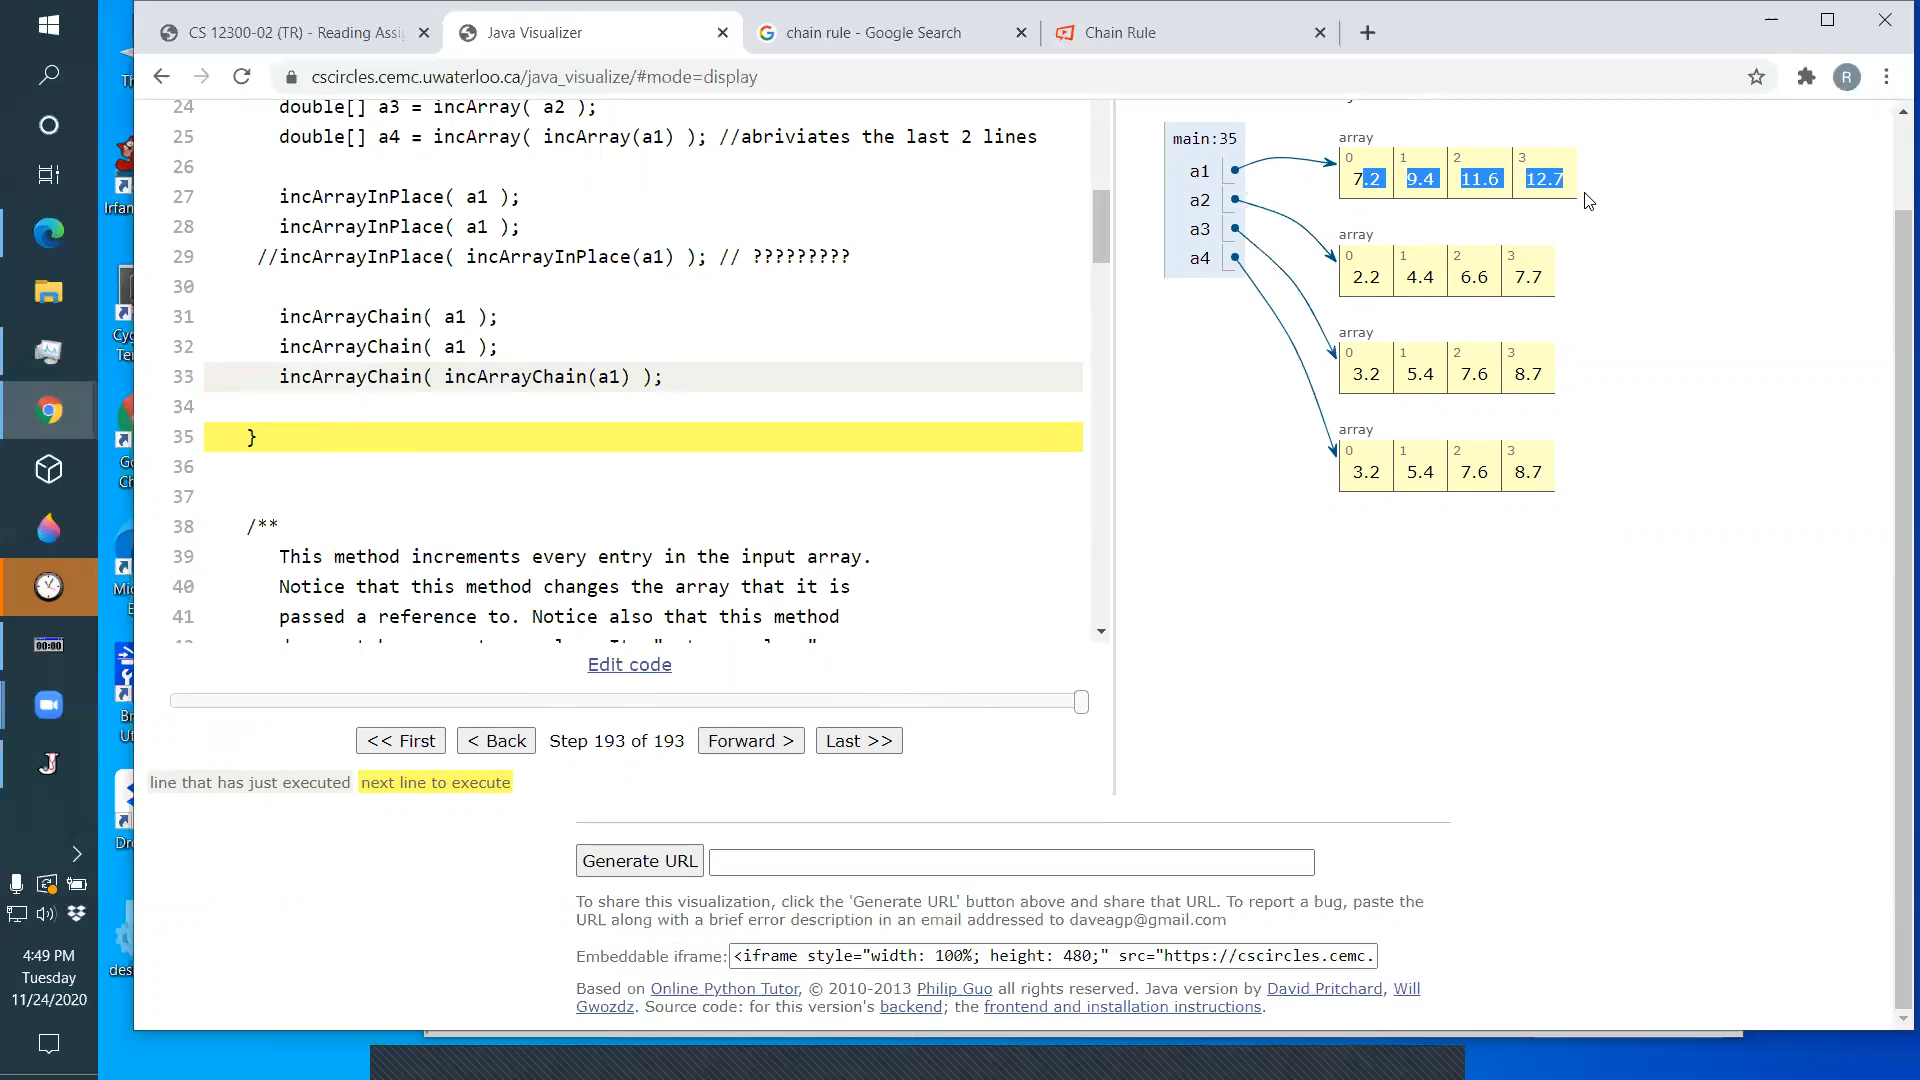 CS 12300-02 (TR) - Reading Assi
Java Visualizer
chain rule - Google Search
Chain Rule
cscircles.cemc.uwaterloo.ca/java_visualize/#mode=display
R
24 double[] a3 = incArray( a2 );
25 double[] a4 = incArray( incArray(a1) ); //abriviates the last 2 lines
26
27 incArrayInPlace( a1 );
28 incArrayInPlace( a1 );
29 //incArrayInPlace( incArrayInPlace(a1) ); // ?????????
30
31 incArrayChain( a1 );
32 incArrayChain( a1 );
33 incArrayChain( incArrayChain(a1) );
34
35 }
36
37
38 /**
39 This method increments every entry in the input array.
40 Notice that this method changes the array that it is
41 passed a reference to. Notice also that this method
Edit code
<< First
< Back
Step 193 of 193
Forward >
Last >>
line that has just executed
next line to execute
main:35
a1
a2
a3
a4
array
0 1 2 3
7.2 9.4 11.6 12.7
array
0 1 2 3
2.2 4.4 6.6 7.7
array
0 1 2 3
3.2 5.4 7.6 8.7
array
0 1 2 3
3.2 5.4 7.6 8.7
Generate URL
To share this visualization, click the 'Generate URL' button above and share that URL. To report a bug, paste the
URL along with a brief error description in an email addressed to daveagp@gmail.com
Embeddable iframe: <iframe style="width: 100%; height: 480;" src="https://cscircles.cemc.
Based on Online Python Tutor, © 2010-2013 Philip Guo all rights reserved. Java version by David Pritchard, Will
Gwozdz. Source code: for this version's backend; the frontend and installation instructions.
Irfan
00:00
4:49 PM
Tuesday
11/24/2020